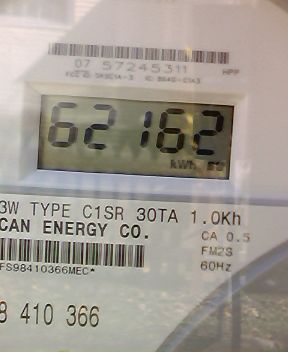 07 57245311
62162
kWh
3W TYPE C1SR 30TA 1.0Kh
CAN ENERGY CO.
CA 0.5
FM2S
60Hz
FS98410366MEC*
8 410 366